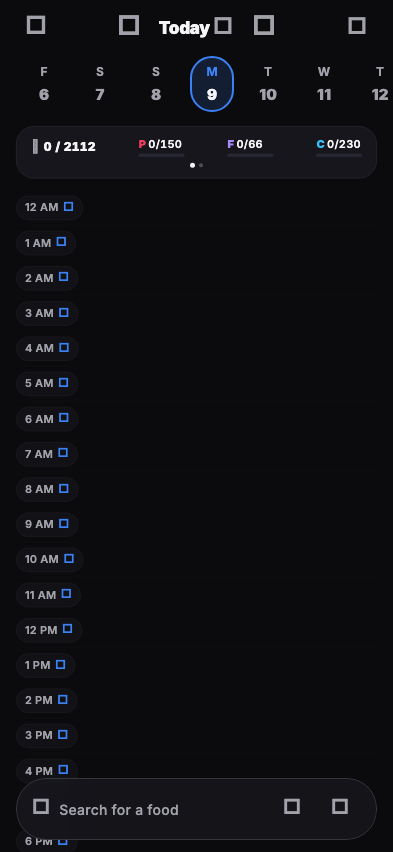 Today
F S S M T W T
6 7 8 9 10 11 12
0 / 2112 P 0/150 F 0/66 C 0/230
12 AM
1 AM
2 AM
3 AM
4 AM
5 AM
6 AM
7 AM
8 AM
9 AM
10 AM
11 AM
12 PM
1 PM
2 PM
3 PM
4 PM
Search for a food
6 PM